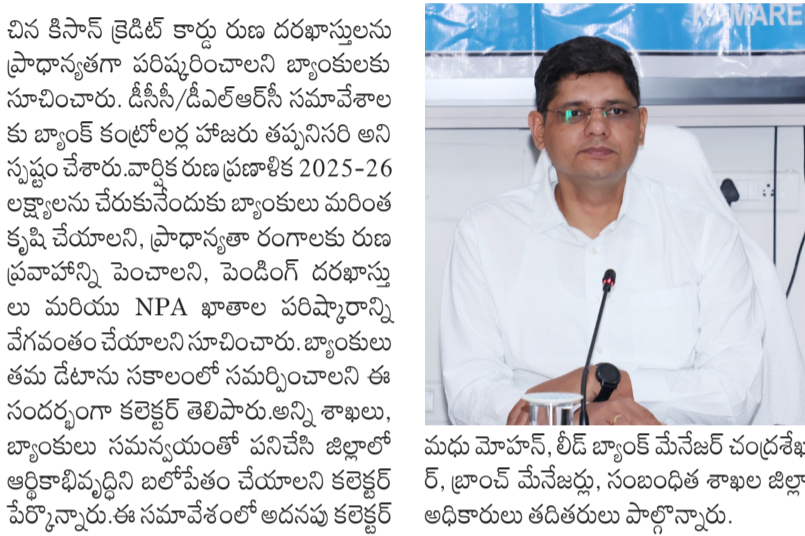 చిన కిసాన్ క్రెడిట్ కార్డు రుణ దరఖాస్తులను
ప్రాధాన్యతగా పరిష్కరించాలని బ్యాంకులకు
సూచించారు. డీసీసీ/డీఎల్ఆర్సీ సమావేశాల
కు బ్యాంక్ కంట్రోలర్ల హాజరు తప్పనిసరి అని
స్పష్టం చేశారు.వార్షిక రుణ ప్రణాళిక 2025-26
లక్ష్యాలను చేరుకునేందుకు బ్యాంకులు మరింత
కృషి చేయాలని, ప్రాధాన్యతా రంగాలకు రుణ
ప్రవాహాన్ని పెంచాలని, పెండింగ్ దరఖాస్తు
లు మరియు NPA ఖాతాల పరిష్కారాన్ని
వేగవంతం చేయాలని సూచించారు. బ్యాంకులు
తమ డేటాను సకాలంలో సమర్పించాలని ఈ
సందర్భంగా కలెక్టర్ తెలిపారు.అన్ని శాఖలు,
బ్యాంకులు సమన్వయంతో పనిచేసి జిల్లాలో
ఆర్థికాభివృద్ధిని బలోపేతం చేయాలని కలెక్టర్
పేర్కొన్నారు.ఈ సమావేశంలో అదనపు కలెక్టర్
KAMARE
మధు మోహన్, లీడ్ బ్యాంక్ మేనేజర్ చంద్రశేఖ
ర్, బ్రాంచ్ మేనేజర్లు, సంబంధిత శాఖల జిల్లా
అధికారులు తదితరులు పాల్గొన్నారు.